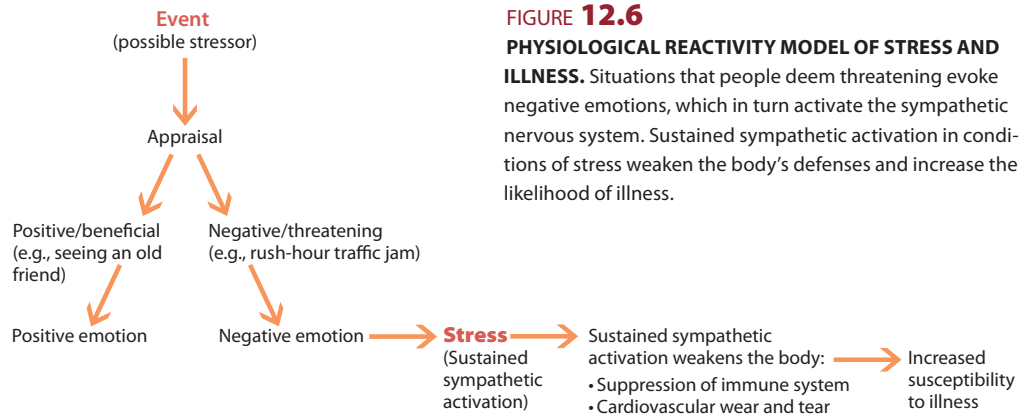 Event
(possible stressor)
FIGURE 12.6
PHYSIOLOGICAL REACTIVITY MODEL OF STRESS AND
ILLNESS. Situations that people deem threatening evoke
negative emotions, which in turn activate the sympathetic
nervous system. Sustained sympathetic activation in condi-
tions of stress weaken the body's defenses and increase the
likelihood of illness.
Appraisal
Positive/beneficial
(e.g., seeing an old
friend)
Negative/threatening
(e.g., rush-hour traffic jam)
Positive emotion
Negative emotion
Stress
(Sustained
sympathetic
activation)
Sustained sympathetic
activation weakens the body:
• Suppression of immune system
• Cardiovascular wear and tear
Increased
susceptibility
to illness